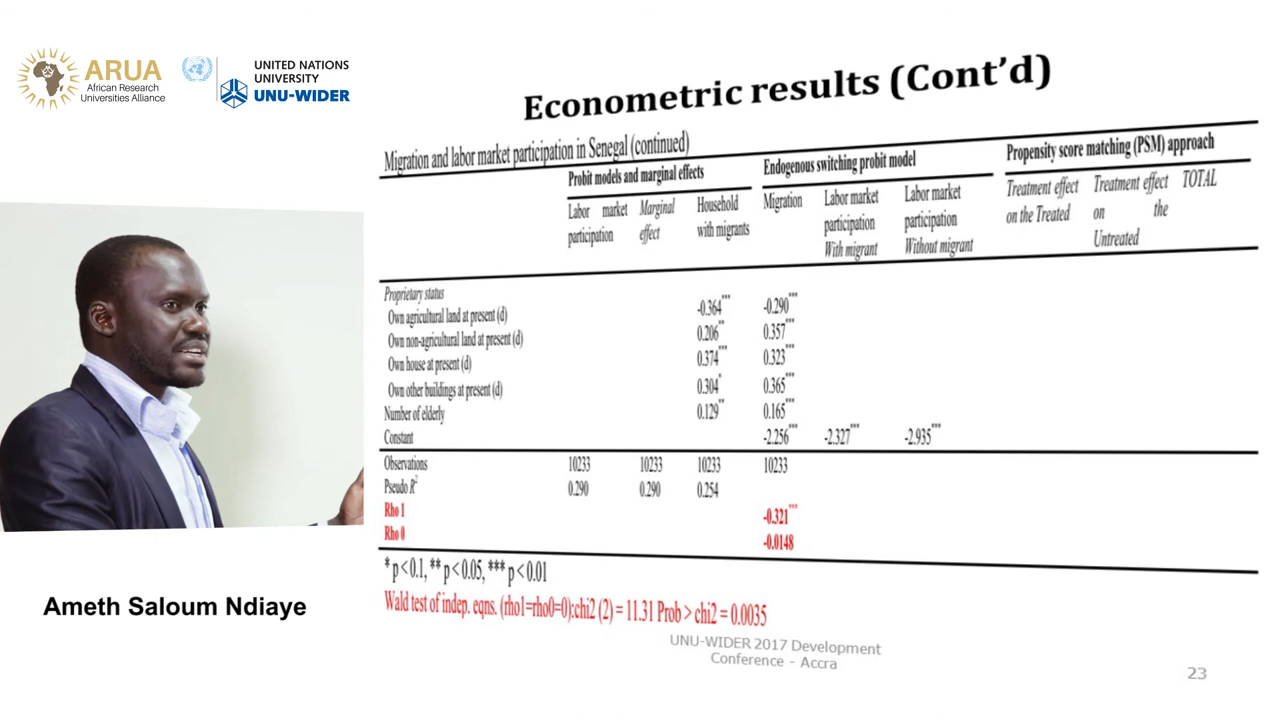 ARUA
African Research
Universities Alliance
UNITED NATIONS
UNIVERSITY
UNU-WIDER
Econometric results (Cont’d)
Migration and labor market participation in Senegal (continued)
Probit models and marginal effects
Endogenous switching probit model
Propensity score matching (PSM) approach
Labor market participation
Marginal effect
Household with migrants
Migration
Labor market participation With migrant
Labor market participation Without migrant
Treatment effect on the Treated
Treatment effect on the Untreated
TOTAL
Proprietary status
Own agricultural land at present (d) -0.364*** -0.290***
Own non-agricultural land at present (d) 0.206** 0.357***
Own house at present (d) 0.374*** 0.323***
Own other buildings at present (d) 0.304* 0.365***
Number of elderly 0.129** 0.165***
Constant -2.256*** -2.327*** -2.935***
Observations 10233 10233 10233 10233
Pseudo R² 0.290 0.290 0.254
Rho 1 -0.321***
Rho 0 -0.0148
* p<0.1, ** p<0.05, *** p<0.01
Wald test of indep. eqns. (rho1=rho0=0):chi2 (2) = 11.31 Prob > chi2 = 0.0035
Ameth Saloum Ndiaye
UNU-WIDER 2017 Development
Conference - Accra
23